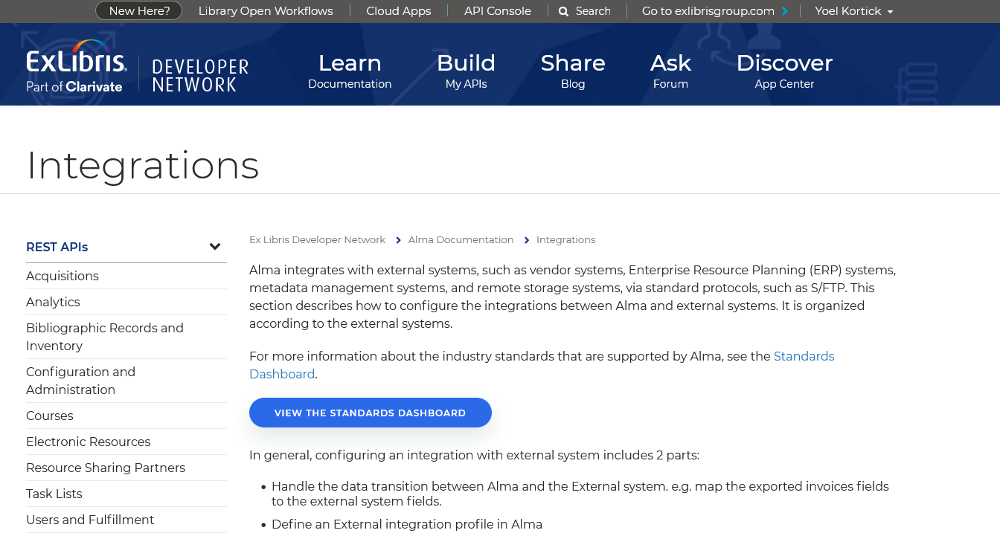 New Here? Library Open Workflows Cloud Apps API Console Search Go to exlibrisgroup.com Yoel Kortick
ExLibris®
Part of Clarivate
DEVELOPER
NETWORK
Learn Build Share Ask Discover
Documentation My APIs Blog Forum App Center
Integrations
REST APIs
Acquisitions
Analytics
Bibliographic Records and
Inventory
Configuration and
Administration
Courses
Electronic Resources
Resource Sharing Partners
Task Lists
Users and Fulfillment
Ex Libris Developer Network Alma Documentation Integrations
Alma integrates with external systems, such as vendor systems, Enterprise Resource Planning (ERP) systems,
metadata management systems, and remote storage systems, via standard protocols, such as S/FTP. This
section describes how to configure the integrations between Alma and external systems. It is organized
according to the external systems.
For more information about the industry standards that are supported by Alma, see the Standards
Dashboard.
VIEW THE STANDARDS DASHBOARD
In general, configuring an integration with external system includes 2 parts:
• Handle the data transition between Alma and the External system. e.g. map the exported invoices fields
to the external system fields.
• Define an External integration profile in Alma